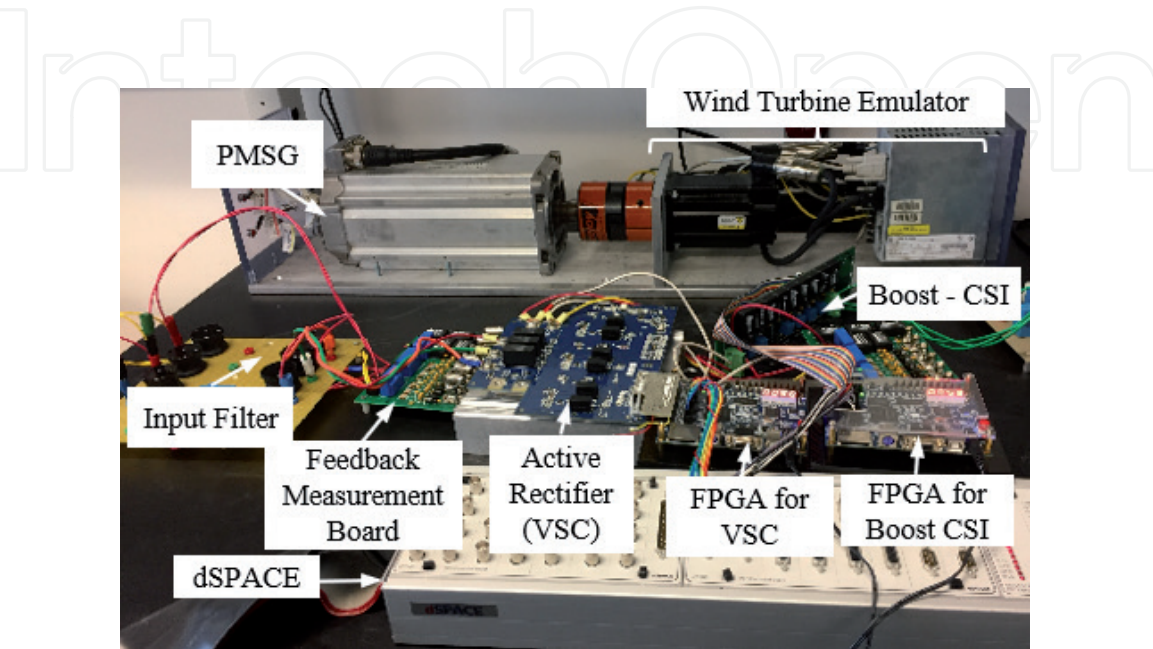 IntechOpen
Wind Turbine Emulator
PMSG
Boost - CSI
Input Filter
Feedback
Measurement
Board
Active
Rectifier
(VSC)
FPGA for
VSC
FPGA for
Boost CSI
dSPACE
dSPACE